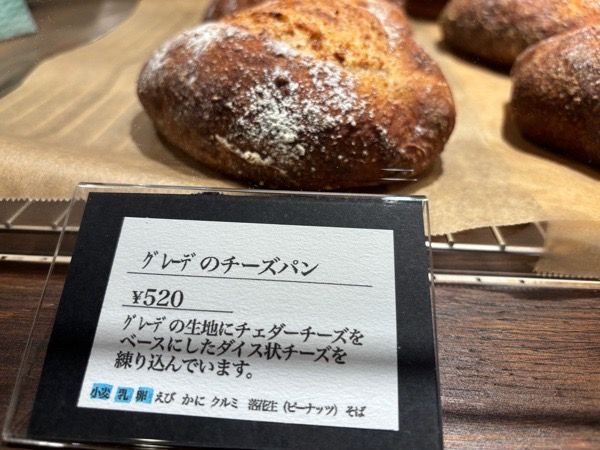 グレーデのチーズパン
¥520
グレーデの生地にチェダーチーズを
ベースにしたダイス状チーズを
練り込んでいます。
小麦 乳 卵 えび かに クルミ 落花生（ピーナッツ） そば